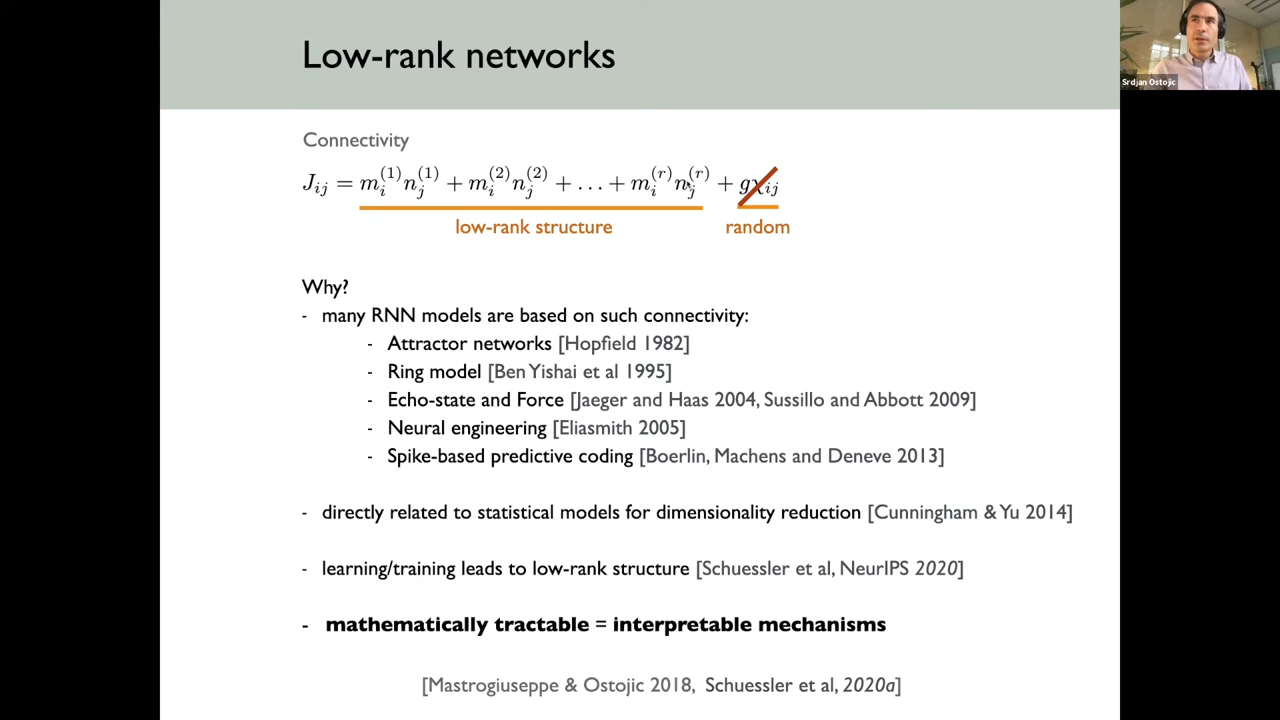 Low-rank networks
Srdjan Ostojic
Connectivity
J_{ij} = m_i^{(1)} n_j^{(1)} + m_i^{(2)} n_j^{(2)} + ... + m_i^{(r)} n_j^{(r)} + gχ_{ij}
low-rank structure random
Why?
- many RNN models are based on such connectivity:
- Attractor networks [Hopfield 1982]
- Ring model [Ben Yishai et al 1995]
- Echo-state and Force [Jaeger and Haas 2004, Sussillo and Abbott 2009]
- Neural engineering [Eliasmith 2005]
- Spike-based predictive coding [Boerlin, Machens and Deneve 2013]
- directly related to statistical models for dimensionality reduction [Cunningham & Yu 2014]
- learning/training leads to low-rank structure [Schuessler et al, NeurIPS 2020]
- mathematically tractable = interpretable mechanisms
[Mastrogiuseppe & Ostojic 2018, Schuessler et al, 2020a]